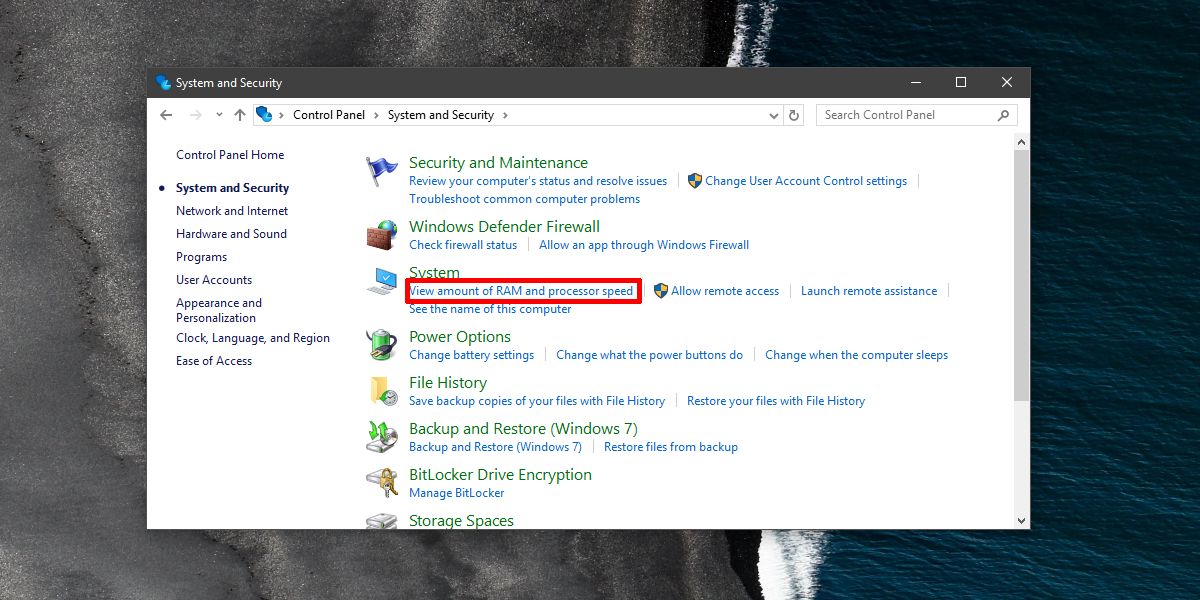 System and Security
Control Panel › System and Security ›
Search Control Panel
Control Panel Home
System and Security
Network and Internet
Hardware and Sound
Programs
User Accounts
Appearance and
Personalization
Clock, Language, and Region
Ease of Access
Security and Maintenance
Review your computer's status and resolve issues Change User Account Control settings
Troubleshoot common computer problems
Windows Defender Firewall
Check firewall status Allow an app through Windows Firewall
System
View amount of RAM and processor speed Allow remote access Launch remote assistance
See the name of this computer
Power Options
Change battery settings Change what the power buttons do Change when the computer sleeps
File History
Save backup copies of your files with File History Restore your files with File History
Backup and Restore (Windows 7)
Backup and Restore (Windows 7) Restore files from backup
BitLocker Drive Encryption
Manage BitLocker
Storage Spaces